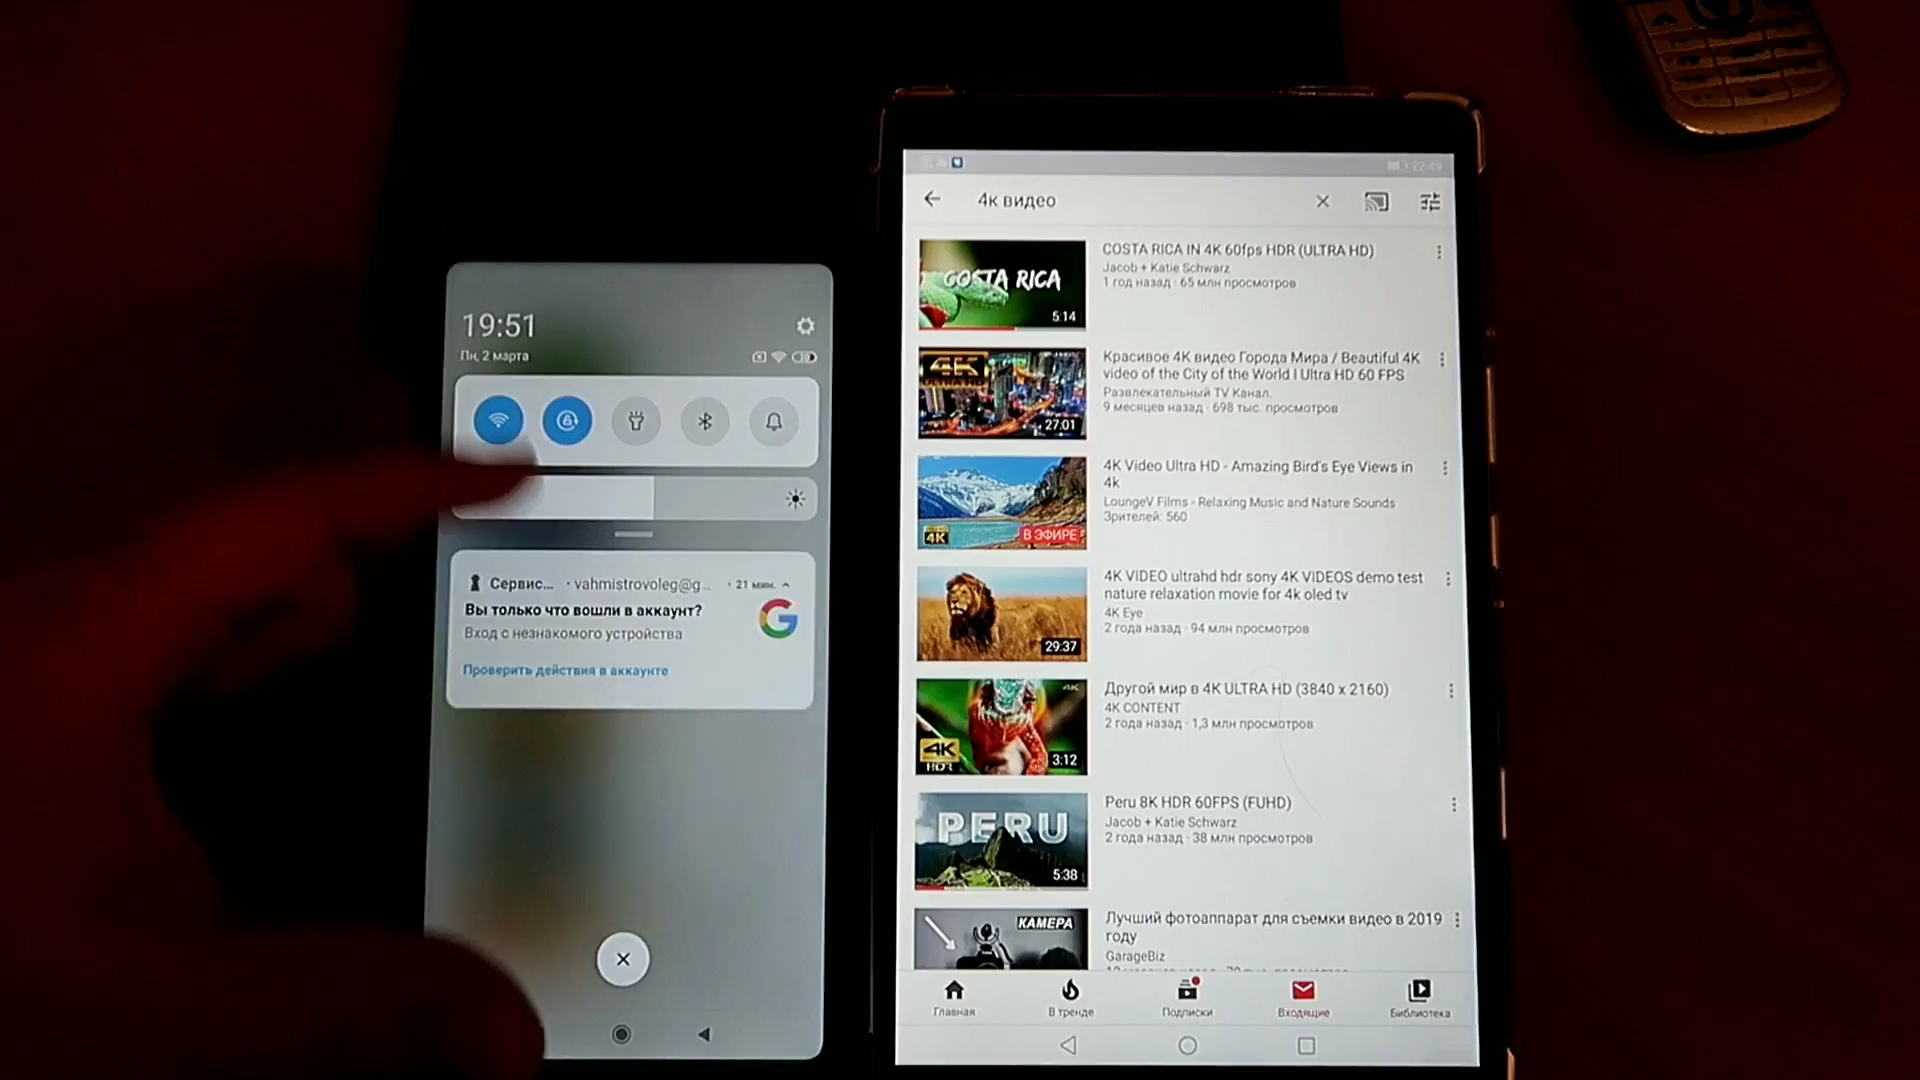 19:51
Пн, 2 марта
Сервис... · vahmistrovoleg@g... · 21 мин.
Вы только что вошли в аккаунт?
Вход с незнакомого устройства
Проверить действия в аккаунте
22:49
4к видео
COSTA RICA
5:14
COSTA RICA IN 4K 60fps HDR (ULTRA HD)
Jacob + Katie Schwarz
1 год назад · 65 млн просмотров
4K
ULTRA HD
27:01
Красивое 4K видео Города Мира / Beautiful 4K
video of the City of the World l Ultra HD 60 FPS
Развлекательный TV Канал.
9 месяцев назад · 698 тыс. просмотров
4K
В ЭФИРЕ
4K Video Ultra HD - Amazing Bird's Eye Views in
4k
LoungeV Films - Relaxing Music and Nature Sounds
Зрителей: 560
29:37
4K VIDEO ultrahd hdr sony 4K VIDEOS demo test
nature relaxation movie for 4k oled tv
4K Eye
2 года назад · 94 млн просмотров
4K
4K
HDR
3:12
Другой мир в 4K ULTRA HD (3840 x 2160)
4K CONTENT
2 года назад · 1,3 млн просмотров
PERU
5:38
Peru 8K HDR 60FPS (FUHD)
Jacob + Katie Schwarz
2 года назад · 38 млн просмотров
КАМЕРА
Лучший фотоаппарат для съемки видео в 2019
году
GarageBiz
Главная
В тренде
Подписки
Входящие
Библиотека